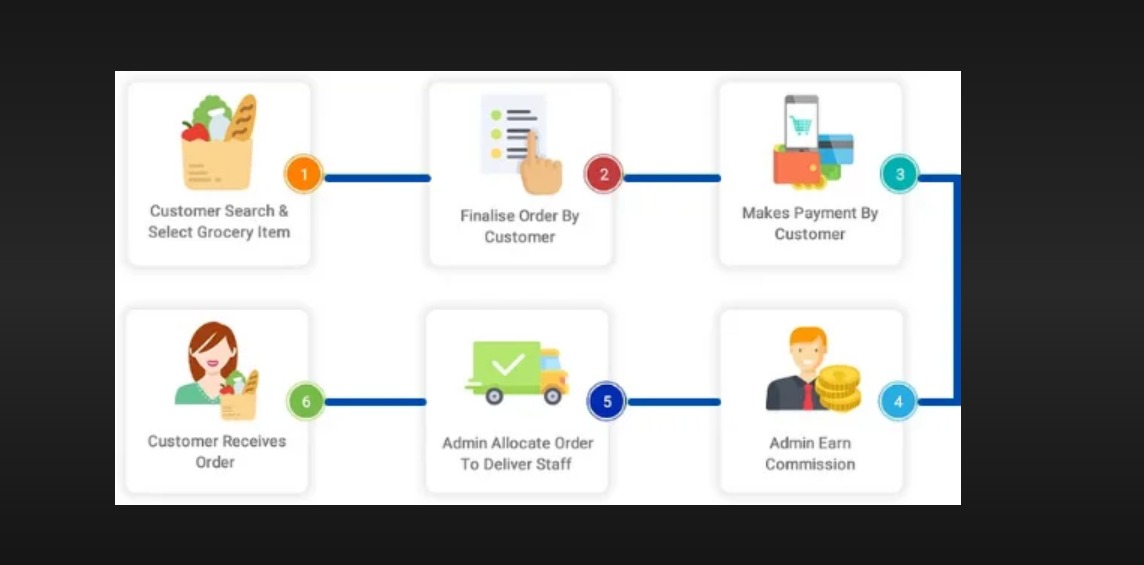 1
Customer Search &
Select Grocery Item
2
Finalise Order By
Customer
3
Makes Payment By
Customer
4
Admin Earn
Commission
5
Admin Allocate Order
To Deliver Staff
6
Customer Receives
Order